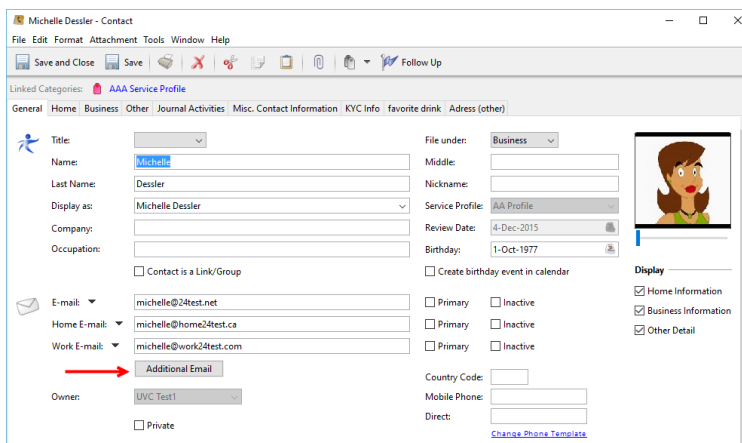 Michelle Dessler - Contact
File Edit Format Attachment Tools Window Help
Save and Close Save Follow Up
Linked Categories: AAA Service Profile
General Home Business Other Journal Activities Misc. Contact Information KYC Info favorite drink Adress (other)
Title: File under: Business
Name: Michelle Middle:
Last Name: Dessler Nickname:
Display as: Michelle Dessler Service Profile: AA Profile
Company: Review Date: 4-Dec-2015
Occupation: Birthday: 1-Oct-1977
Contact is a Link/Group Create birthday event in calendar Display
Home Information
E-mail: michelle@24test.net Primary Inactive
Business Information
Home E-mail: michelle@home24test.ca Primary Inactive
Other Detail
Work E-mail: michelle@work24test.com Primary Inactive
Additional Email
Country Code:
Owner: UVC Test1 Mobile Phone:
Direct:
Private
Change Phone Template